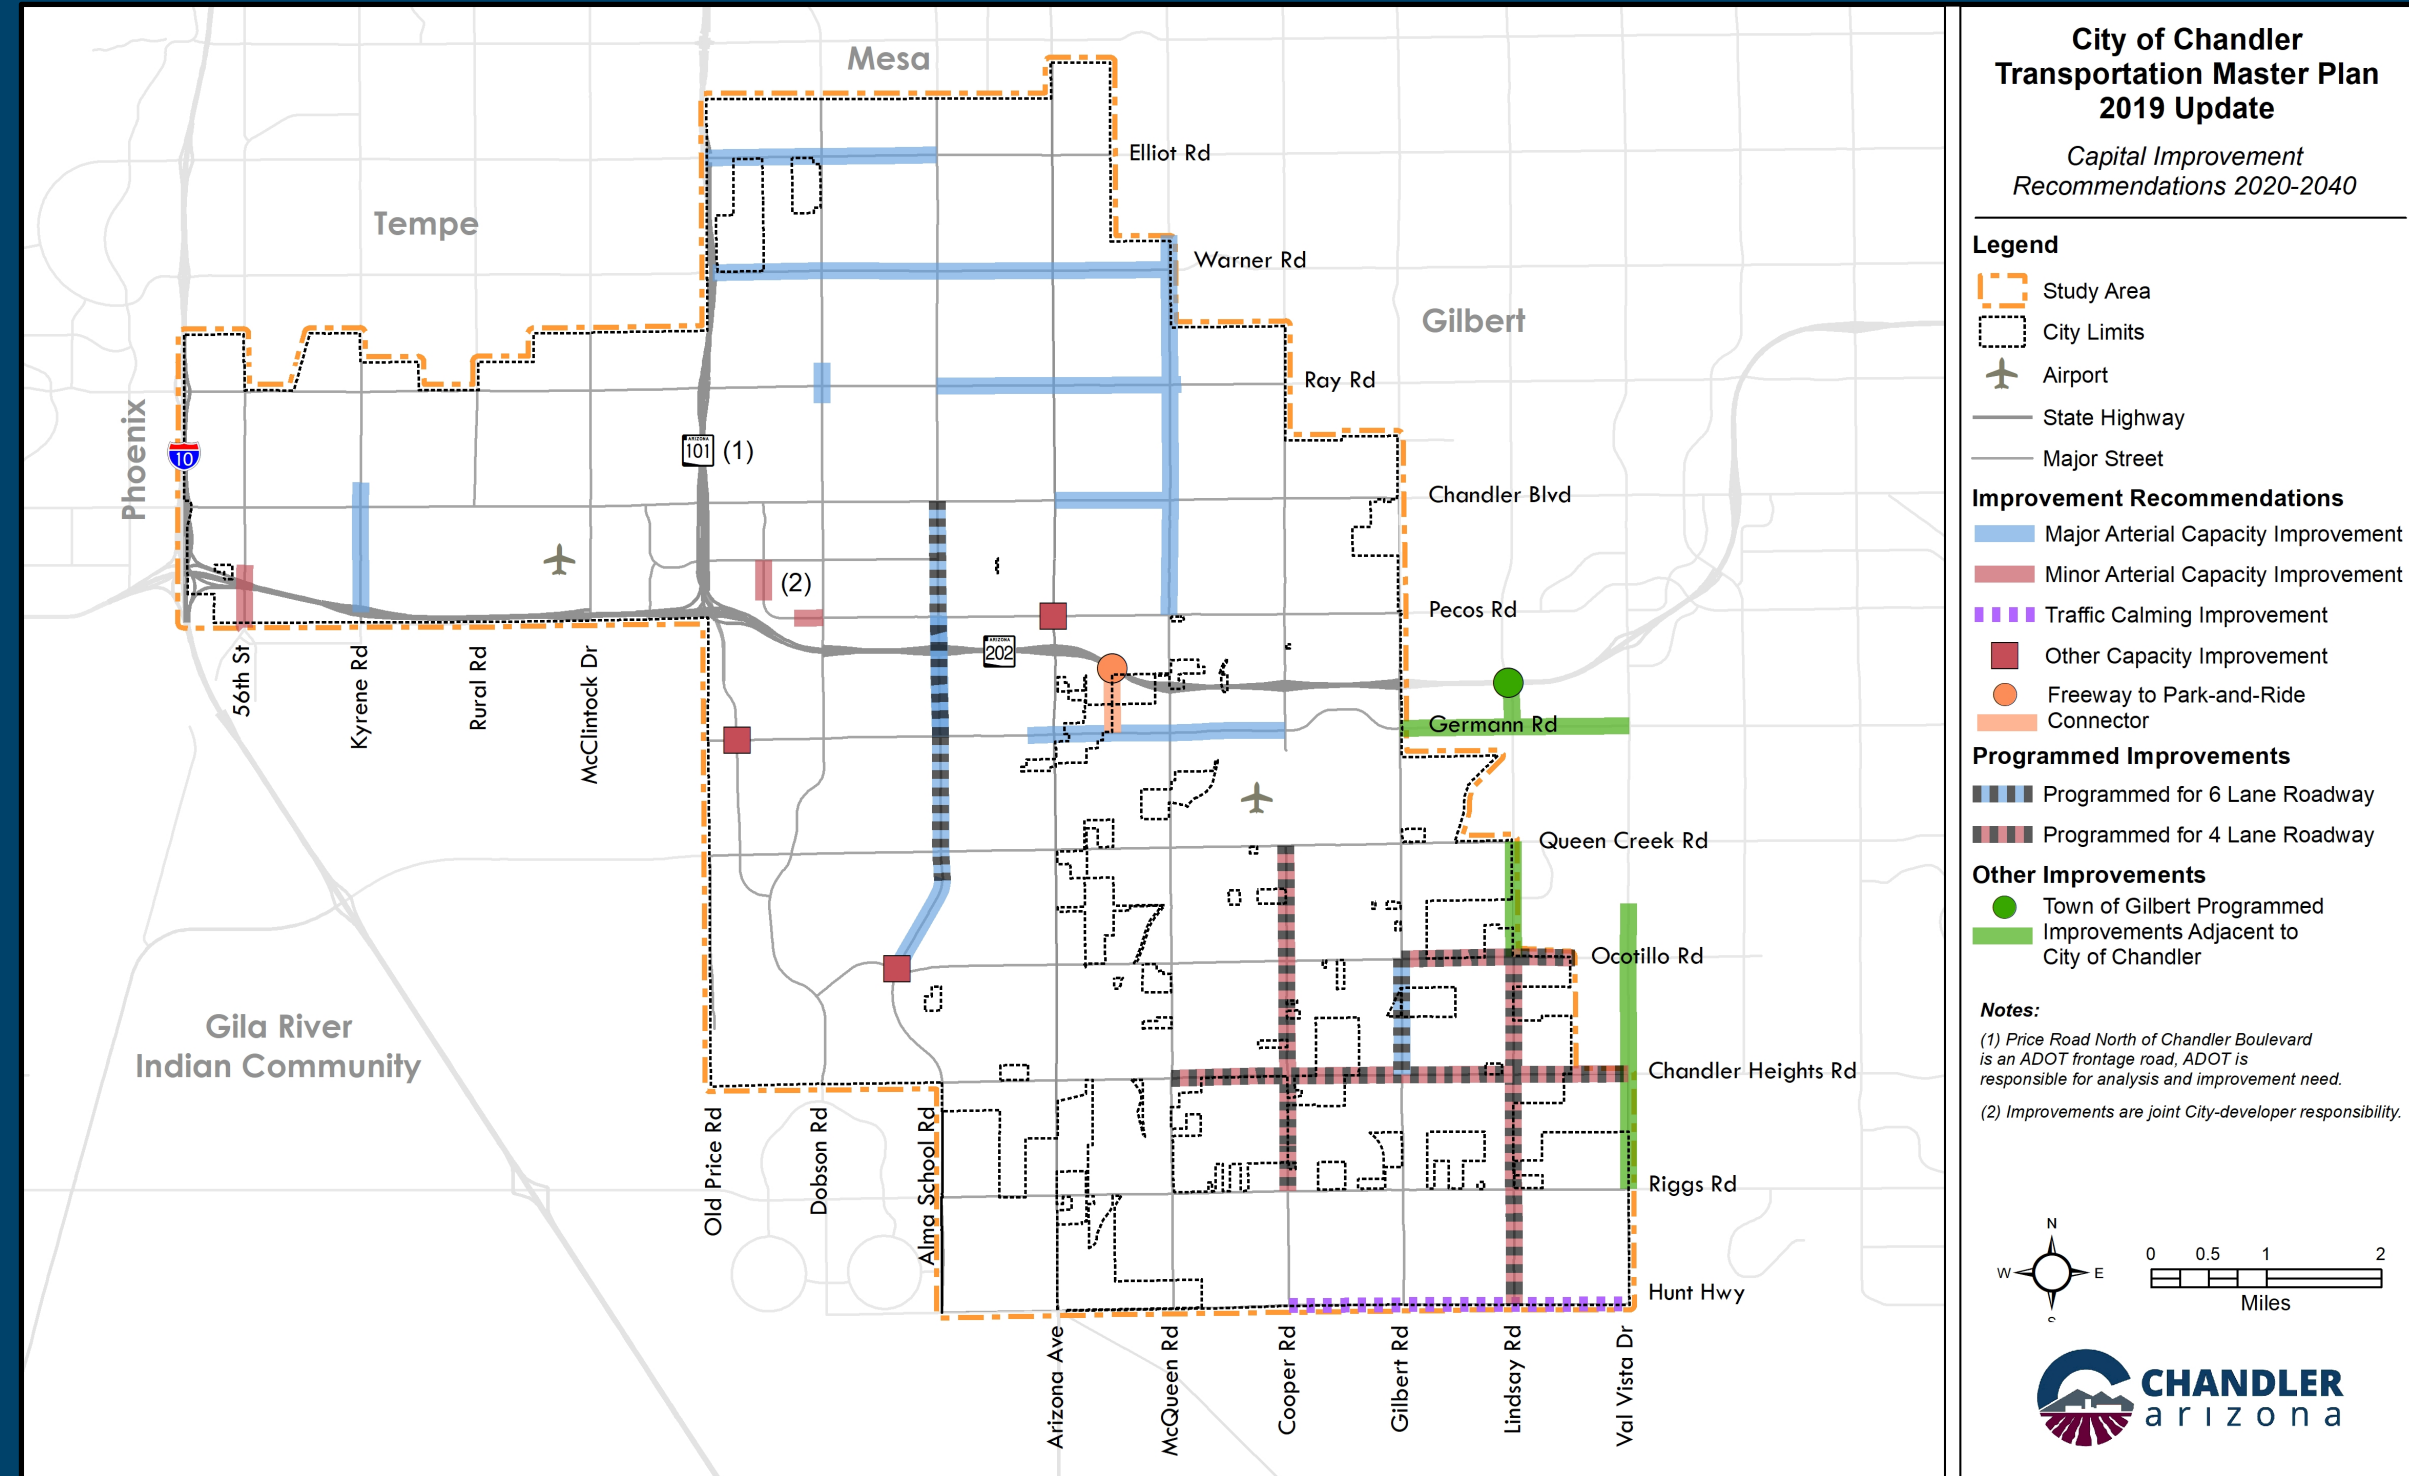 City of Chandler
Transportation Master Plan
2019 Update
Capital Improvement
Recommendations 2020-2040
Legend
Study Area
City Limits
Airport
State Highway
Major Street
Improvement Recommendations
Major Arterial Capacity Improvement
Minor Arterial Capacity Improvement
Traffic Calming Improvement
Other Capacity Improvement
Freeway to Park-and-Ride
Connector
Programmed Improvements
Programmed for 6 Lane Roadway
Programmed for 4 Lane Roadway
Other Improvements
Town of Gilbert Programmed
Improvements Adjacent to
City of Chandler
Notes:
(1) Price Road North of Chandler Boulevard
is an ADOT frontage road, ADOT is
responsible for analysis and improvement need.
(2) Improvements are joint City-developer responsibility.
N
W
E
S
0 0.5 1 2
Miles
CHANDLER
arizona
Mesa
Tempe
Gilbert
Phoenix
Gila River
Indian Community
Elliot Rd
Warner Rd
Ray Rd
Chandler Blvd
Pecos Rd
Germann Rd
Queen Creek Rd
Ocotillo Rd
Chandler Heights Rd
Riggs Rd
Hunt Hwy
10
ARIZONA
101
(1)
(2)
ARIZONA
202
56th St
Kyrene Rd
Rural Rd
McClintock Dr
Old Price Rd
Dobson Rd
Alma School Rd
Arizona Ave
McQueen Rd
Cooper Rd
Gilbert Rd
Lindsay Rd
Val Vista Dr